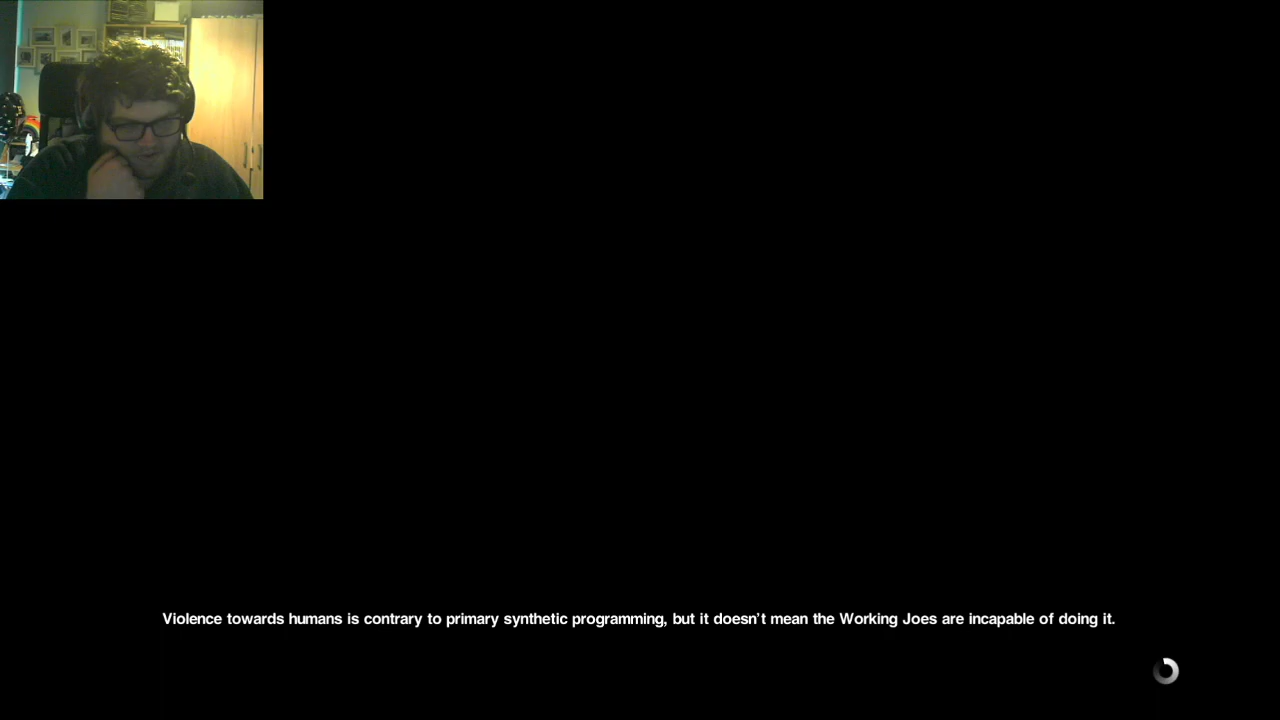 Violence towards humans is contrary to primary synthetic programming, but it doesn't mean the Working Joes are incapable of doing it.